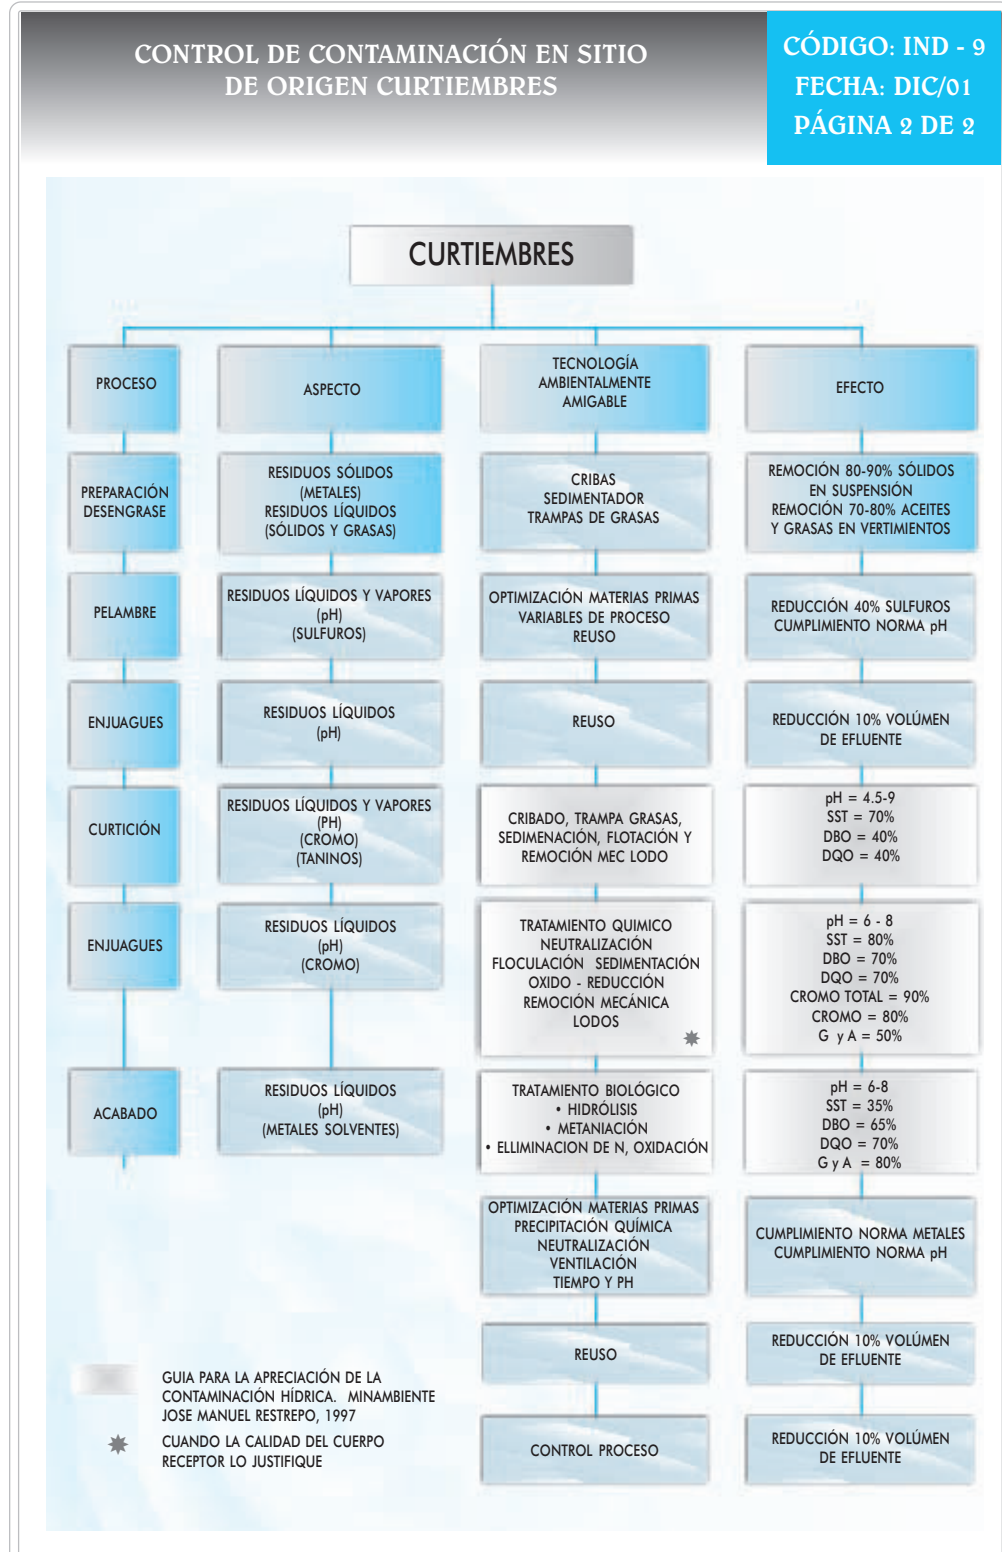 CONTROL DE CONTAMINACIÓN EN SITIO
DE ORIGEN CURTIEMBRES
CÓDIGO: IND - 9
FECHA: DIC/01
PÁGINA 2 DE 2
CURTIEMBRES
PROCESO
ASPECTO
TECNOLOGÍA
AMBIENTALMENTE
AMIGABLE
EFECTO
PREPARACIÓN
DESENGRASE
RESIDUOS SÓLIDOS
(METALES)
RESIDUOS LÍQUIDOS
(SÓLIDOS Y GRASAS)
CRIBAS
SEDIMENTADOR
TRAMPAS DE GRASAS
REMOCIÓN 80-90% SÓLIDOS
EN SUSPENSIÓN
REMOCIÓN 70-80% ACEITES
Y GRASAS EN VERTIMIENTOS
PELAMBRE
RESIDUOS LÍQUIDOS Y VAPORES
(pH)
(SULFUROS)
OPTIMIZACIÓN MATERIAS PRIMAS
VARIABLES DE PROCESO
REUSO
REDUCCIÓN 40% SULFUROS
CUMPLIMIENTO NORMA pH
ENJUAGUES
RESIDUOS LÍQUIDOS
(pH)
REUSO
REDUCCIÓN 10% VOLÚMEN
DE EFLUENTE
CURTICIÓN
RESIDUOS LÍQUIDOS Y VAPORES
(PH)
(CROMO)
(TANINOS)
CRIBADO, TRAMPA GRASAS,
SEDIMENACIÓN, FLOTACIÓN Y
REMOCIÓN MEC LODO
pH = 4.5-9
SST = 70%
DBO = 40%
DQO = 40%
ENJUAGUES
RESIDUOS LÍQUIDOS
(pH)
(CROMO)
TRATAMIENTO QUIMICO
NEUTRALIZACIÓN
FLOCULACIÓN SEDIMENTACIÓN
OXIDO - REDUCCIÓN
REMOCIÓN MECÁNICA
LODOS
pH = 6 - 8
SST = 80%
DBO = 70%
DQO = 70%
CROMO TOTAL = 90%
CROMO = 80%
G y A = 50%
ACABADO
RESIDUOS LÍQUIDOS
(pH)
(METALES SOLVENTES)
TRATAMIENTO BIOLÓGICO
• HIDRÓLISIS
• METANIACIÓN
• ELLIMINACION DE N, OXIDACIÓN
pH = 6-8
SST = 35%
DBO = 65%
DQO = 70%
G y A = 80%
OPTIMIZACIÓN MATERIAS PRIMAS
PRECIPITACIÓN QUÍMICA
NEUTRALIZACIÓN
VENTILACIÓN
TIEMPO Y PH
CUMPLIMIENTO NORMA METALES
CUMPLIMIENTO NORMA pH
REUSO
REDUCCIÓN 10% VOLÚMEN
DE EFLUENTE
CONTROL PROCESO
REDUCCIÓN 10% VOLÚMEN
DE EFLUENTE
GUIA PARA LA APRECIACIÓN DE LA
CONTAMINACIÓN HÍDRICA. MINAMBIENTE
JOSE MANUEL RESTREPO, 1997
CUANDO LA CALIDAD DEL CUERPO
RECEPTOR LO JUSTIFIQUE